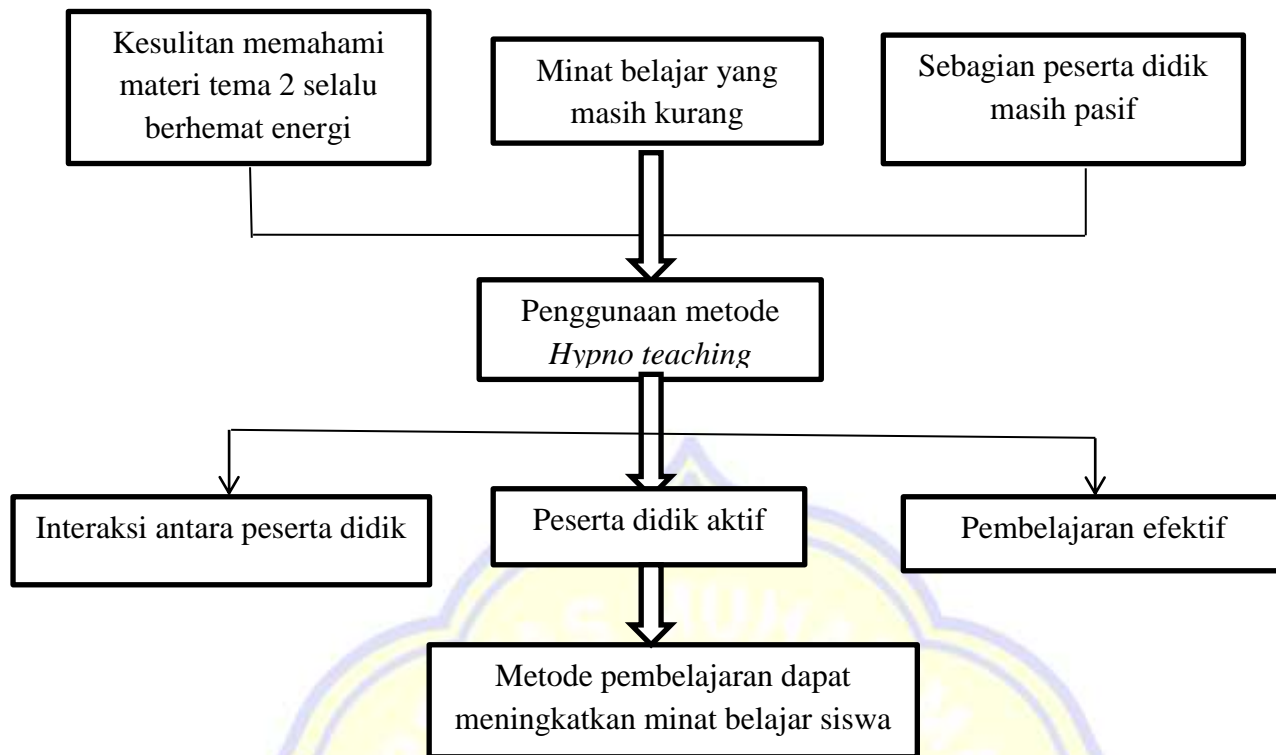 Kesulitan memahami
materi tema 2 selalu
berhemat energi
Minat belajar yang
masih kurang
Sebagian peserta didik
masih pasif
Penggunaan metode
Hypno teaching
Interaksi antara peserta didik
Peserta didik aktif
Pembelajaran efektif
Metode pembelajaran dapat
meningkatkan minat belajar siswa